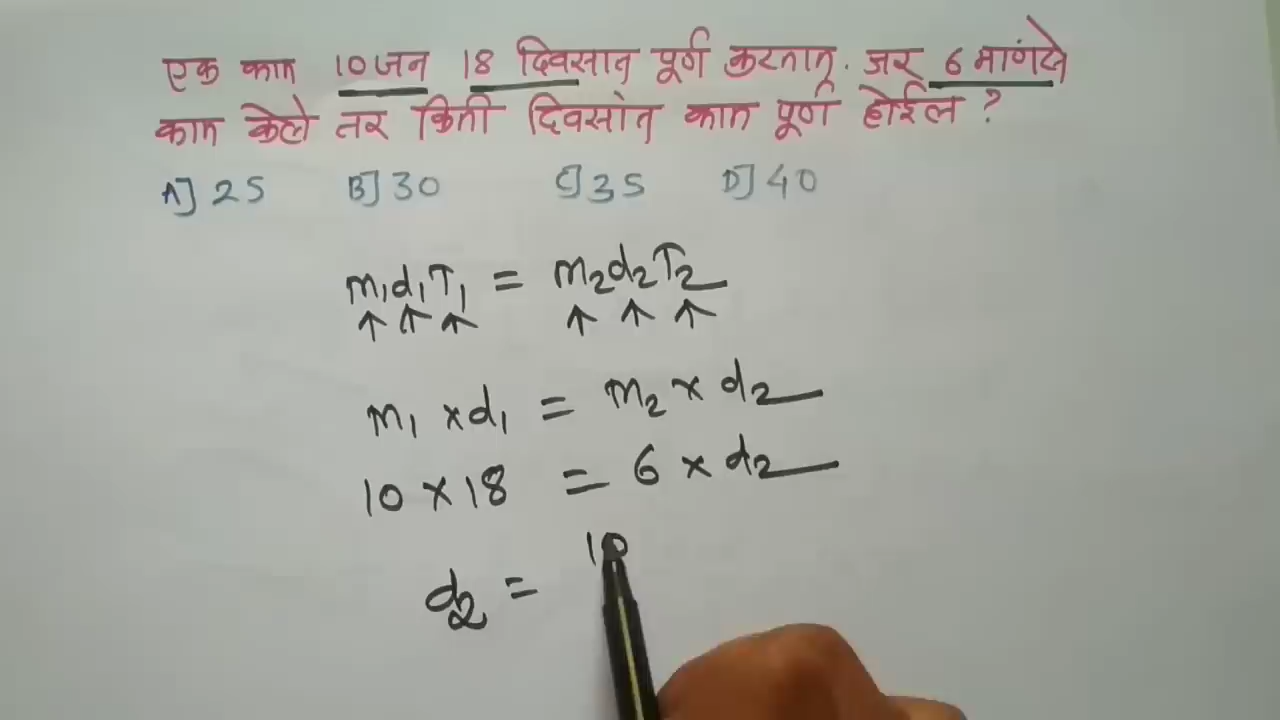 एक काम 10 जन 18 दिवसात पूर्ण करतात. जर 6 माणसांने
काम केले तर किती दिवसांत काम पूर्ण होईल ?
A] 25 B] 30 C] 35 D] 40
m₁d₁T₁ = m₂d₂T₂
m₁ × d₁ = m₂ × d₂
10 × 18 = 6 × d₂
d₂ = 10